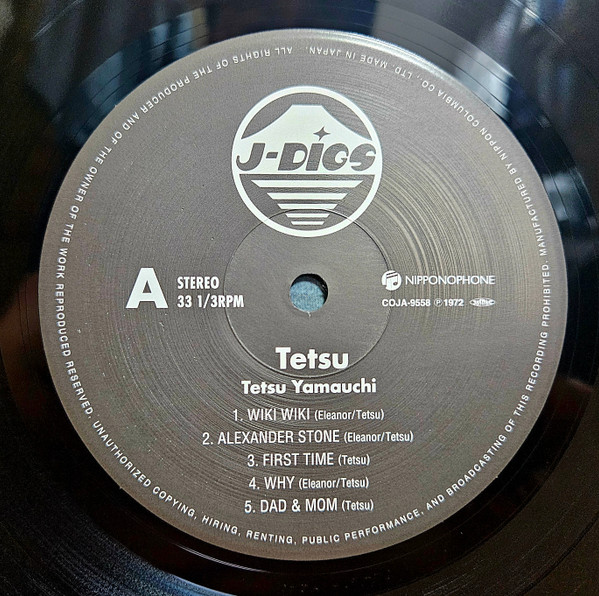 J-DIGS
A
STEREO
33 1/3RPM
NIPPONOPHONE
COJA-9558 Ⓟ1972
Tetsu
Tetsu Yamauchi
1. WIKI WIKI (Eleanor/Tetsu)
2. ALEXANDER STONE (Eleanor/Tetsu)
3. FIRST TIME (Tetsu)
4. WHY (Eleanor/Tetsu)
5. DAD & MOM (Tetsu)
ALL RIGHTS OF THE PRODUCER AND OF THE OWNER OF THE WORK REPRODUCED RESERVED. UNAUTHORIZED COPYING, HIRING, RENTING, PUBLIC PERFORMANCE, AND BROADCASTING OF THIS RECORDING PROHIBITED. MANUFACTURED BY NIPPON COLUMBIA CO., LTD. MADE IN JAPAN.